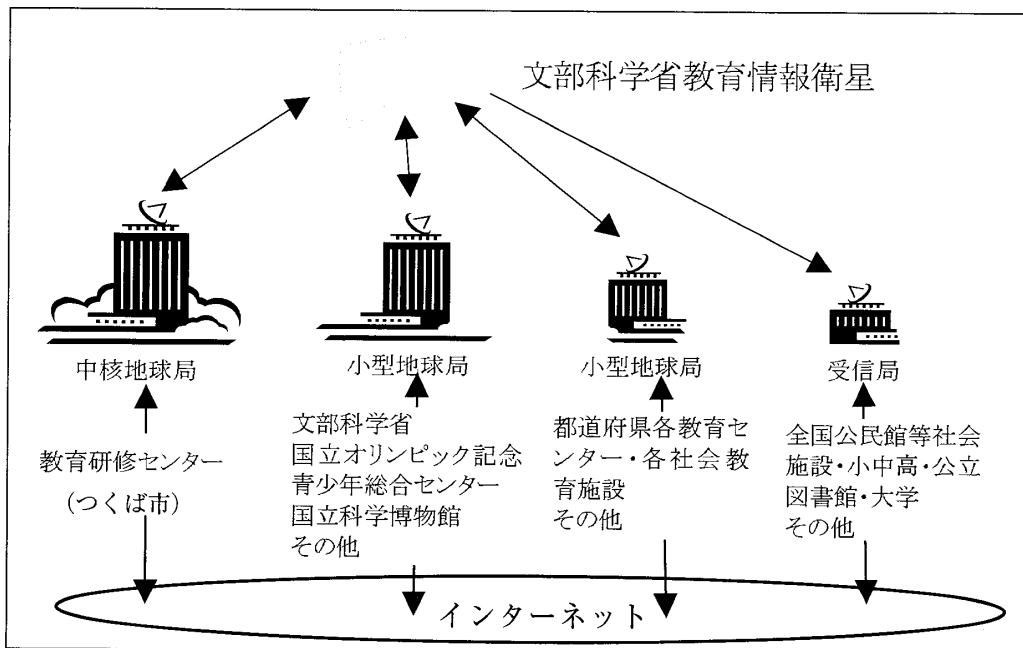 文部科学省教育情報衛星
中核地球局
小型地球局
小型地球局
受信局
教育研修センター
(つくば市)
文部科学省
国立オリンピック記念
青少年総合センター
国立科学博物館
その他
都道府県各教育セ
ンター・各社会教
育施設
その他
全国公民館等社会
施設・小中高・公立
図書館・大学
その他
インターネット